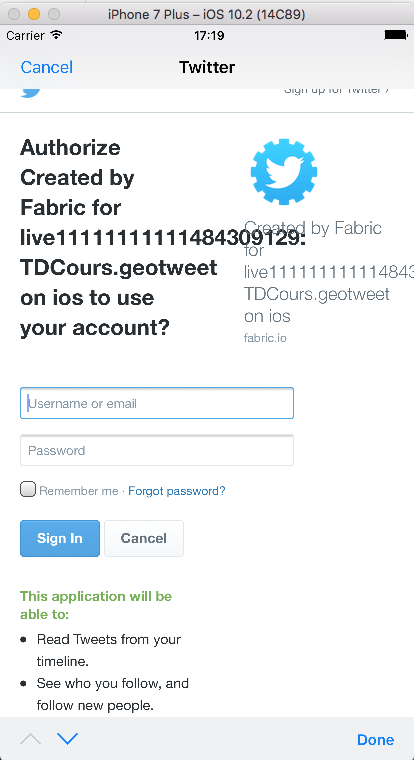 iPhone 7 Plus – iOS 10.2 (14C89)
Carrier 17:19
Cancel Twitter
Sign up for Twitter ›
Authorize
Created by
Fabric for
live1111111111484309129:
TDCours.geotweet
on ios to use
your account?
Created by Fabric
for
live1111111111484
TDCours.geotweet
on ios
fabric.io
Username or email
Password
Remember me · Forgot password?
Sign In Cancel
This application will be
able to:
• Read Tweets from your
timeline.
• See who you follow, and
follow new people.
Done